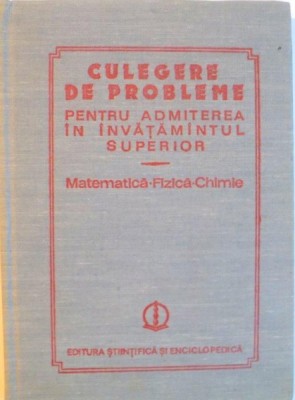 CULEGERE
DE PROBLEME
PENTRU ADMITEREA
ÎN ÎNVĂȚĂMÎNTUL
SUPERIOR
Matematică·Fizică·Chimie
EDITURA ȘTIINȚIFICĂ ȘI ENCICLOPEDICĂ